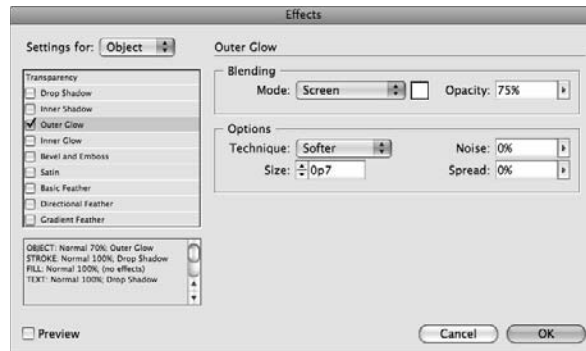 Effects
Settings for: Object
Transparency
Drop Shadow
Inner Shadow
Outer Glow
Inner Glow
Bevel and Emboss
Satin
Basic Feather
Directional Feather
Gradient Feather
OBJECT: Normal 70%; Outer Glow
STROKE: Normal 100%; Drop Shadow
FILL: Normal 100%; (no effects)
TEXT: Normal 100%; Drop Shadow
Preview
Outer Glow
Blending
Mode: Screen Opacity: 75%
Options
Technique: Softer Noise: 0%
Size: 0p7 Spread: 0%
Cancel OK